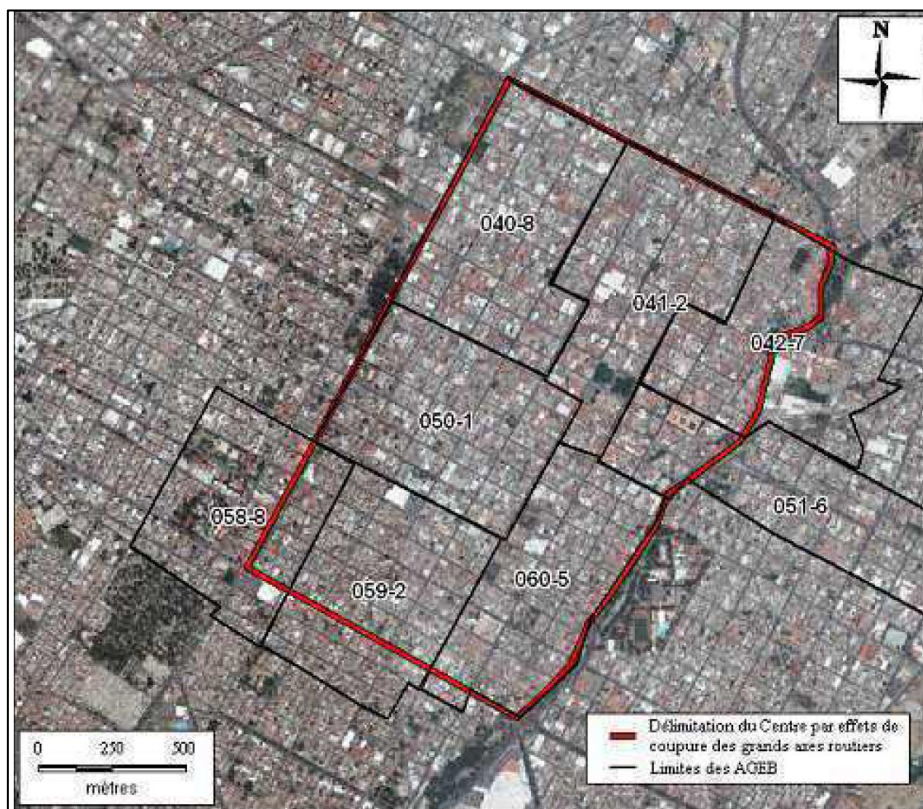 N
040-8
041-2
042-7
050-1
051-6
058-8
059-2
060-5
0 250 500
mètres
Délimitation du Centre par effets de
coupure des grands axes routiers
Limites des AGEB